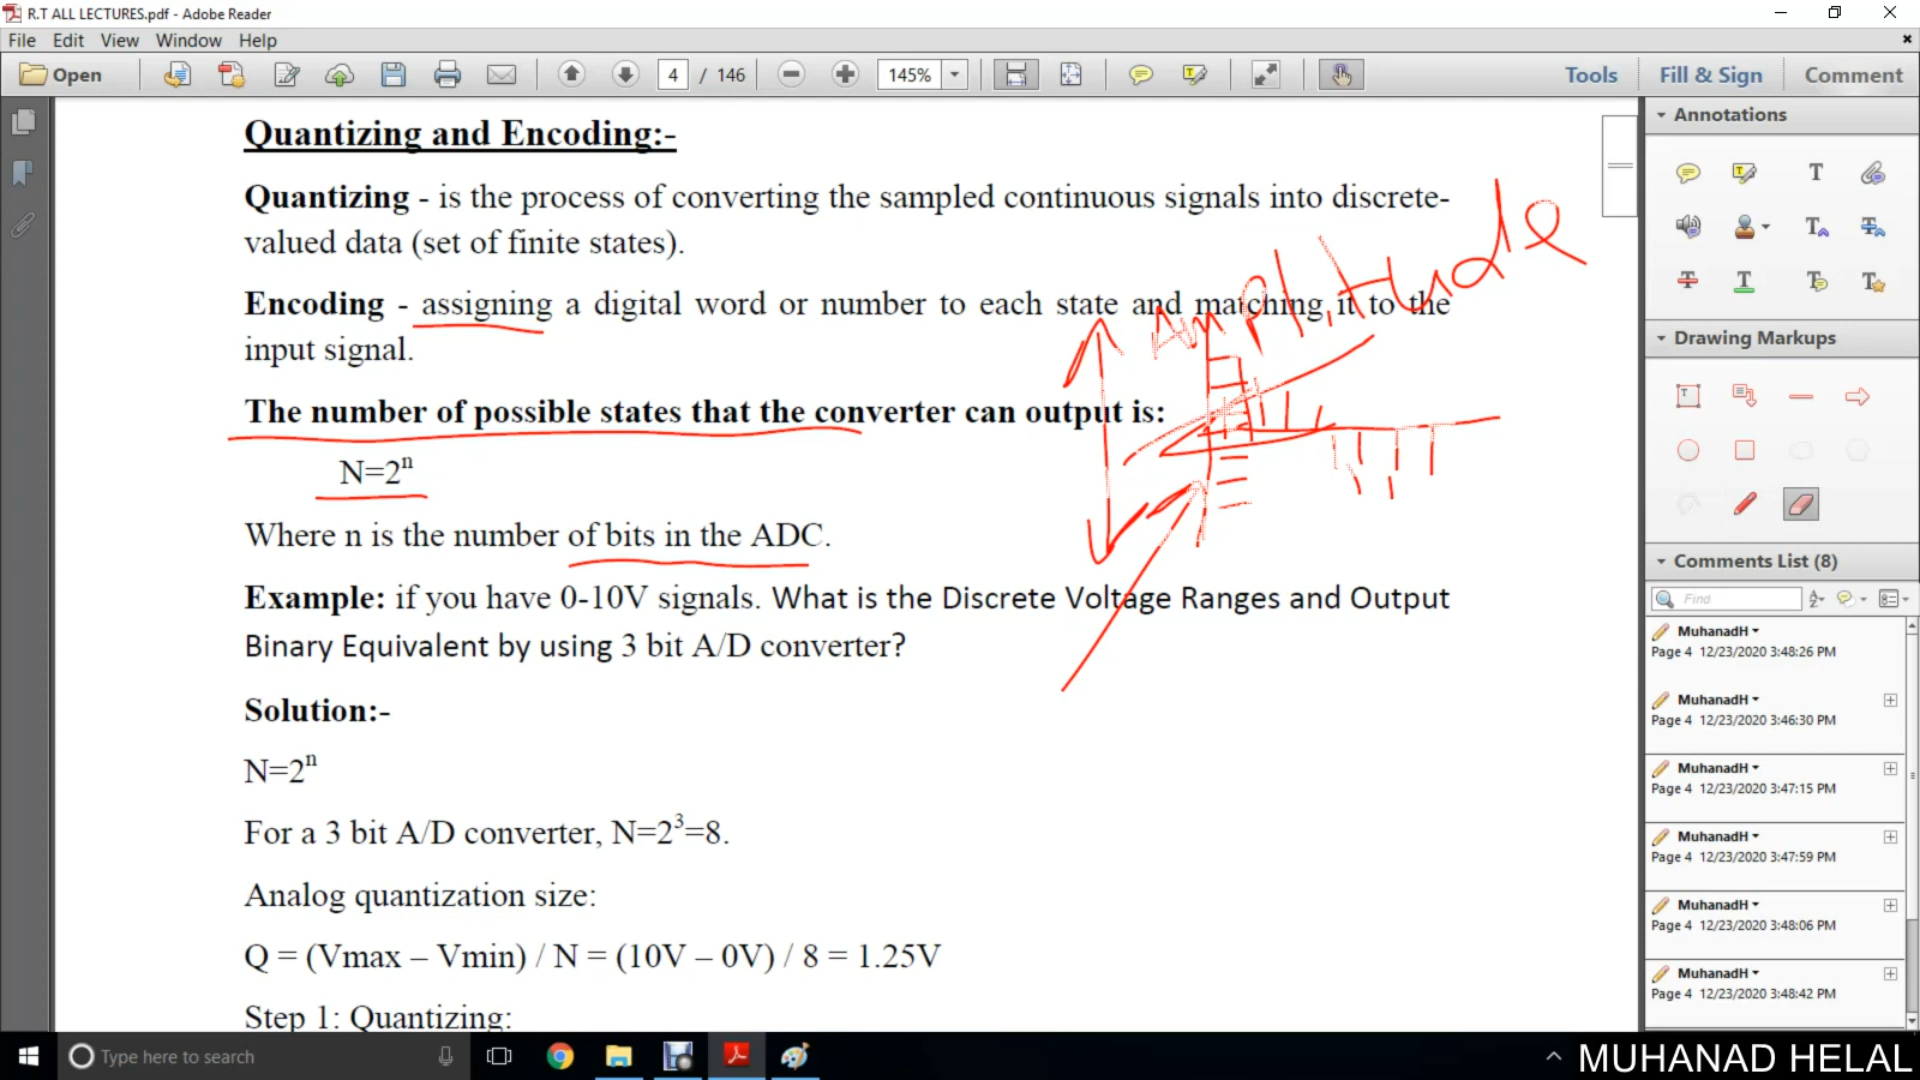 R.T ALL LECTURES.pdf - Adobe Reader
File Edit View Window Help
Open 4 / 146 145% Tools Fill & Sign Comment
Quantizing and Encoding:-
Quantizing - is the process of converting the sampled continuous signals into discrete-
valued data (set of finite states).
Encoding - assigning a digital word or number to each state and matching it to the
input signal.
Amplitude
The number of possible states that the converter can output is:
N=2ⁿ
Where n is the number of bits in the ADC.
Example: if you have 0-10V signals. What is the Discrete Voltage Ranges and Output
Binary Equivalent by using 3 bit A/D converter?
Solution:-
N=2ⁿ
For a 3 bit A/D converter, N=2³=8.
Analog quantization size:
Q = (Vmax – Vmin) / N = (10V – 0V) / 8 = 1.25V
Step 1: Quantizing:
Annotations
Drawing Markups
Comments List (8)
Find
MuhanadH
Page 4 12/23/2020 3:48:26 PM
MuhanadH
Page 4 12/23/2020 3:46:30 PM
MuhanadH
Page 4 12/23/2020 3:47:15 PM
MuhanadH
Page 4 12/23/2020 3:47:59 PM
MuhanadH
Page 4 12/23/2020 3:48:06 PM
MuhanadH
Page 4 12/23/2020 3:48:42 PM
Type here to search
MUHANAD HELAL